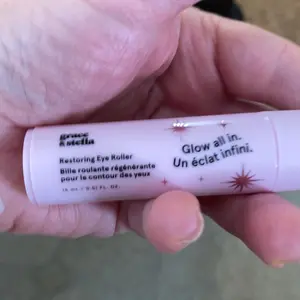 grace
& stella
Restoring Eye Roller
Bille roulante régénérante
pour le contour des yeux
Glow all in.
Un éclat infini.